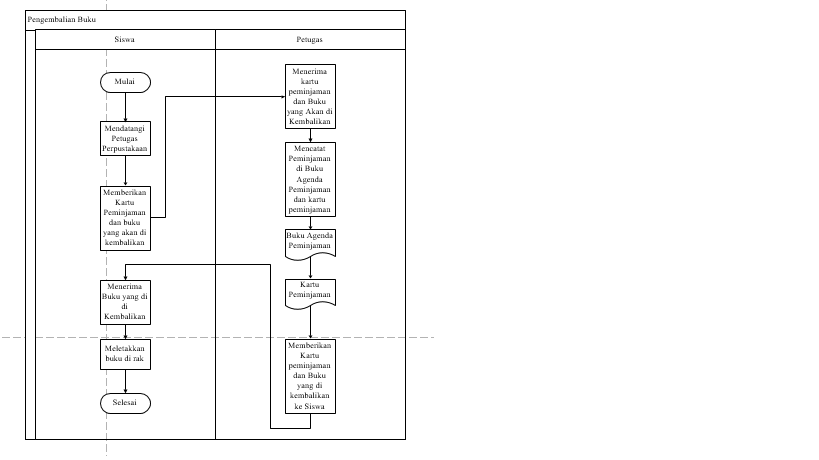 Pengembalian Buku
Siswa
Petugas
Mulai
Mendatangi
Petugas
Perpustakaan
Memberikan
Kartu
Peminjaman
dan buku
yang akan di
kembalikan
Menerima
kartu
peminjaman
dan Buku
yang Akan di
Kembalikan
Mencatat
Peminjaman
di Buku
Agenda
Peminjaman
dan kartu
peminjaman
Buku Agenda
Peminjaman
Kartu
Peminjaman
Memberikan
Kartu
peminjaman
dan Buku
yang di
kembalikan
ke Siswa
Menerima
Buku yang di
di
Kembalikan
Meletakkan
buku di rak
Selesai